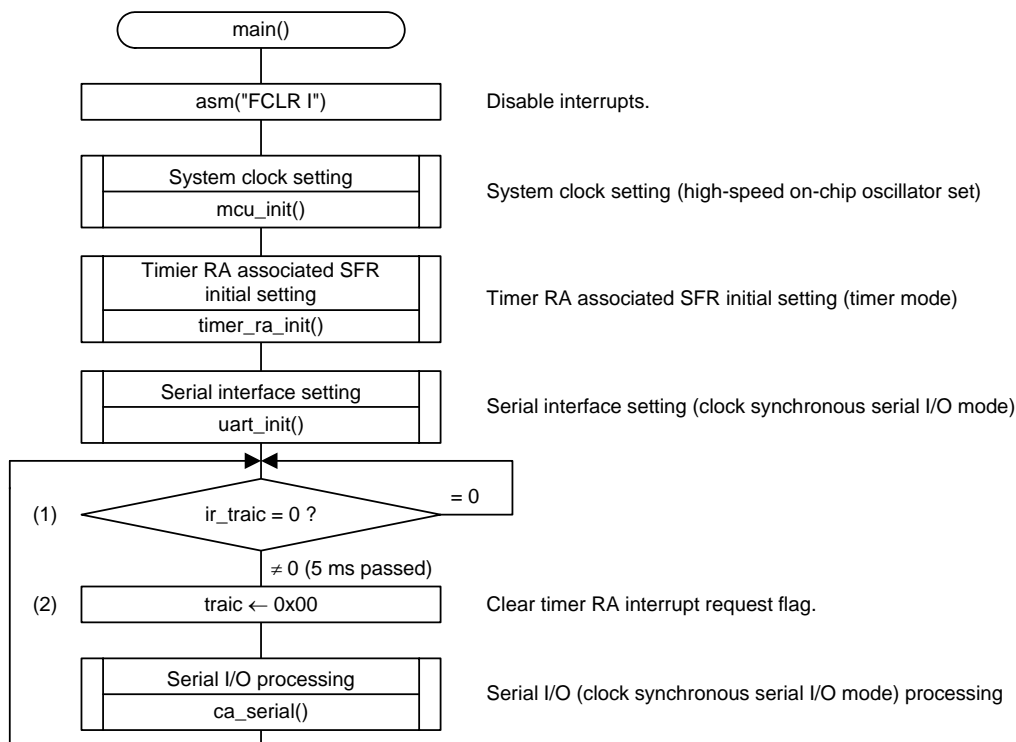 main()
asm("FCLR I")
Disable interrupts.
System clock setting
mcu_init()
System clock setting (high-speed on-chip oscillator set)
Timier RA associated SFR
initial setting
timer_ra_init()
Timer RA associated SFR initial setting (timer mode)
Serial interface setting
uart_init()
Serial interface setting (clock synchronous serial I/O mode)
(1)
ir_traic = 0 ?
= 0
≠ 0 (5 ms passed)
(2)
traic ← 0x00
Clear timer RA interrupt request flag.
Serial I/O processing
ca_serial()
Serial I/O (clock synchronous serial I/O mode) processing